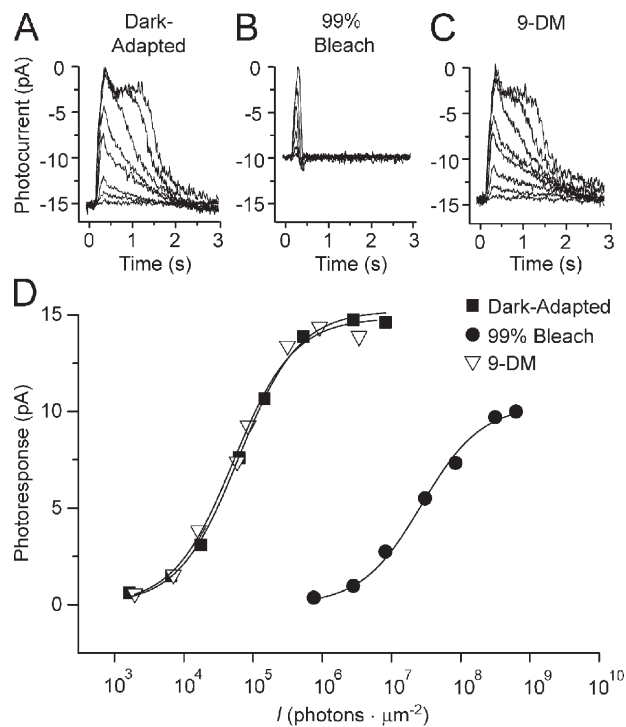 A
Dark-
Adapted
B
99%
Bleach
C
9-DM
Photocurrent (pA)
0
-5
-10
-15
0 1 2 3
Time (s)
0
-5
-10
-15
0 1 2 3
Time (s)
0
-5
-10
-15
0 1 2 3
Time (s)
D
Photoresponse (pA)
15
10
5
0
Dark-Adapted
99% Bleach
9-DM
10³ 10⁴ 10⁵ 10⁶ 10⁷ 10⁸ 10⁹ 10¹⁰
I (photons · μm⁻²)